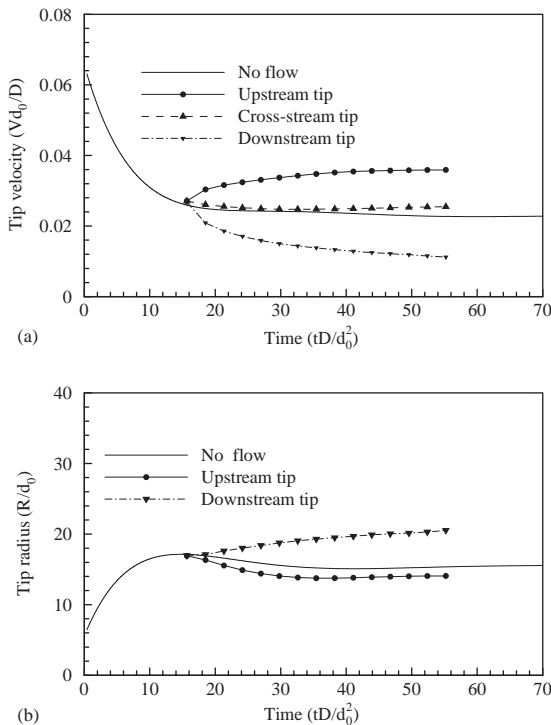 0.08
0.06
0.04
0.02
0
Tip velocity (Vd₀/D)
No flow
Upstream tip
Cross-stream tip
Downstream tip
0 10 20 30 40 50 60 70
Time (tD/d₀²)
(a)
40
30
20
10
0
Tip radius (R/d₀)
No flow
Upstream tip
Downstream tip
0 10 20 30 40 50 60 70
Time (tD/d₀²)
(b)